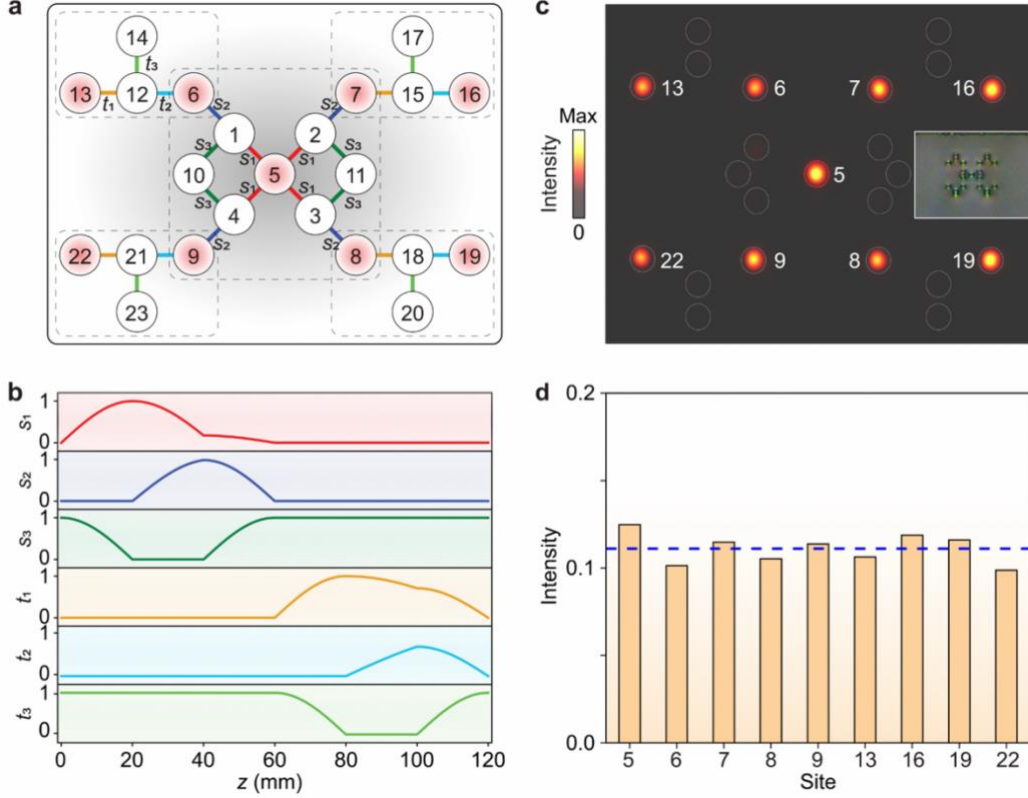 a
14
17
t₃
13
12
6
7
15
16
t₁
t₂
S₂
S₂
1
2
S₃
S₁
S₁
S₃
10
5
11
S₃
S₁
S₁
S₃
4
3
S₂
S₂
22
21
9
8
18
19
23
20
b
S₁
1
0
S₂
1
0
S₃
1
0
t₁
1
0
t₂
1
0
t₃
1
0
0
20
40
60
80
100
120
z (mm)
c
13
6
7
16
Max
Intensity
0
5
22
9
8
19
d
0.2
0.1
0.0
Intensity
5
6
7
8
9
13
16
19
22
Site